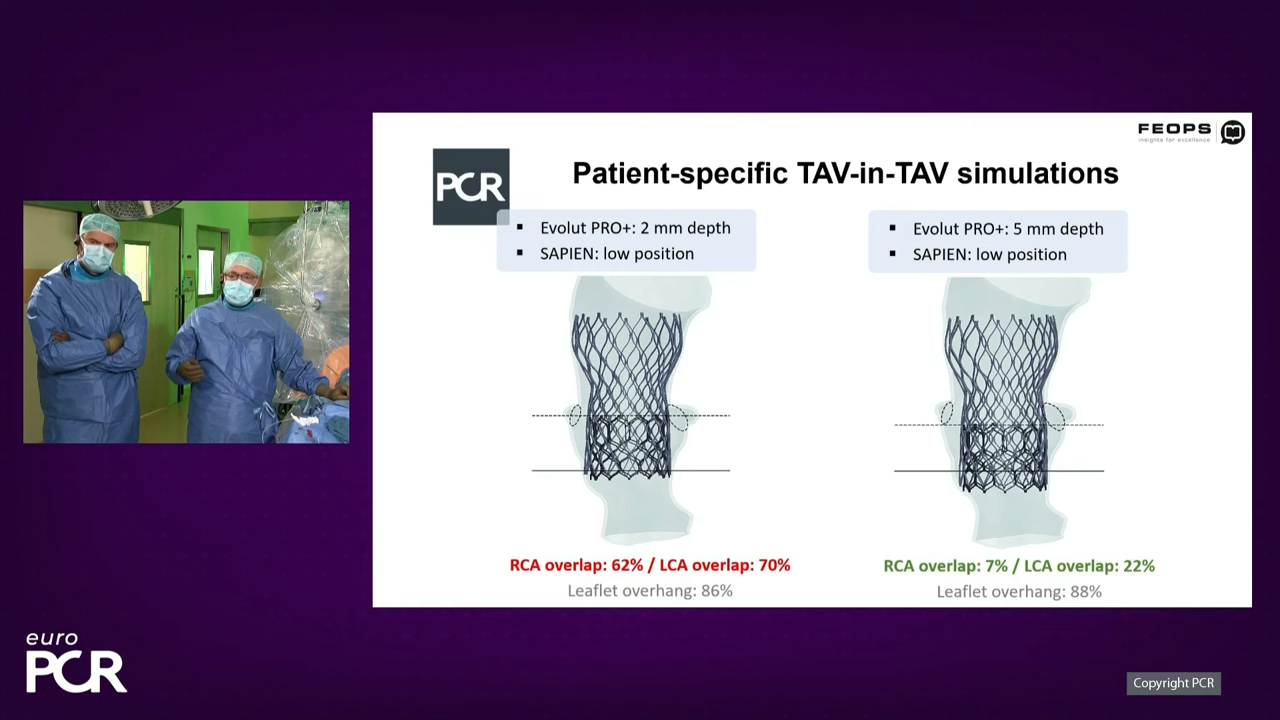 FEOPS
insights for excellence
PCR
Patient-specific TAV-in-TAV simulations
▪ Evolut PRO+: 2 mm depth
▪ SAPIEN: low position
▪ Evolut PRO+: 5 mm depth
▪ SAPIEN: low position
RCA overlap: 62% / LCA overlap: 70%
Leaflet overhang: 86%
RCA overlap: 7% / LCA overlap: 22%
Leaflet overhang: 88%
euro
PCR
Copyright PCR